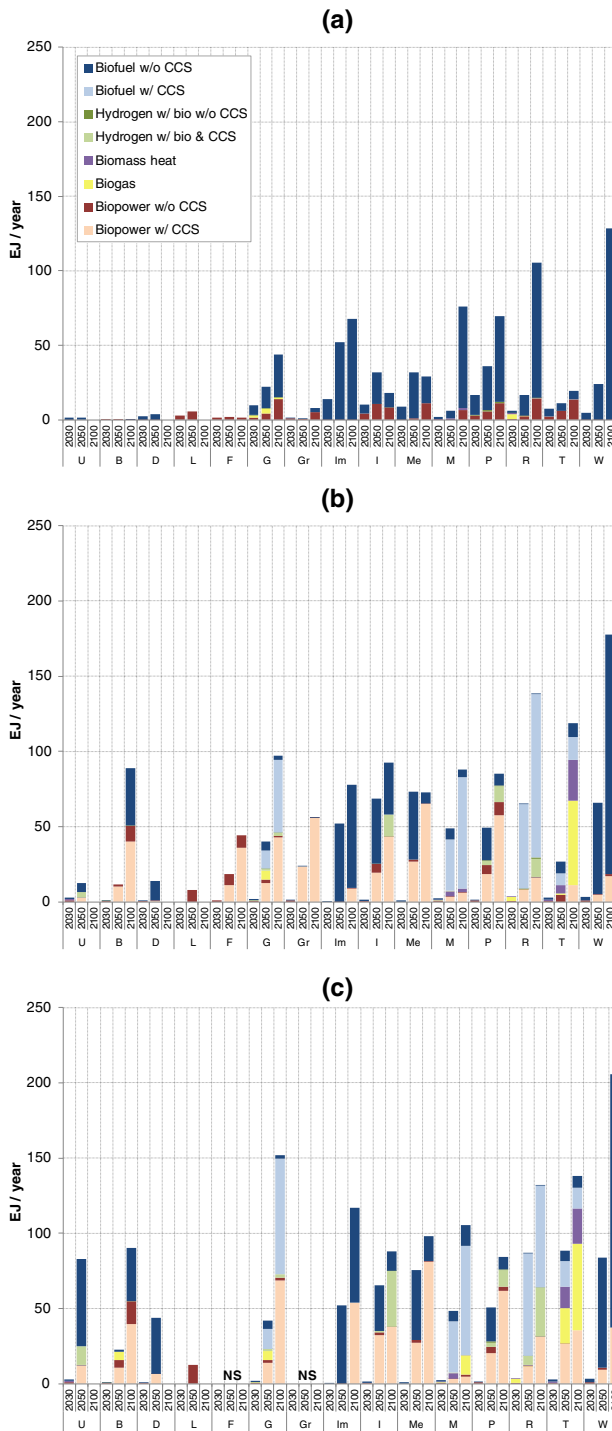 (a)
250
Biofuel w/o CCS
Biofuel w/ CCS
200
Hydrogen w/ bio w/o CCS
Hydrogen w/ bio & CCS
Biomass heat
150
Biogas
Biopower w/o CCS
Biopower w/ CCS
EJ / year
100
50
0
2030 2050 2100 2030 2050 2100 2030 2050 2100 2030 2050 2100 2030 2050 2100 2030 2050 2100 2030 2050 2100 2030 2050 2100 2030 2050 2100 2030 2050 2100 2030 2050 2100 2030 2050 2100 2030 2050 2100 2030 2050 2100 2030 2050 2100
U B D L F G Gr Im I Me M P R T W
(b)
250
200
150
EJ / year
100
50
0
2030 2050 2100 2030 2050 2100 2030 2050 2100 2030 2050 2100 2030 2050 2100 2030 2050 2100 2030 2050 2100 2030 2050 2100 2030 2050 2100 2030 2050 2100 2030 2050 2100 2030 2050 2100 2030 2050 2100 2030 2050 2100 2030 2050 2100
U B D L F G Gr Im I Me M P R T W
(c)
250
200
150
EJ / year
100
50
NS NS
0
2030 2050 2100 2030 2050 2100 2030 2050 2100 2030 2050 2100 2030 2050 2100 2030 2050 2100 2030 2050 2100 2030 2050 2100 2030 2050 2100 2030 2050 2100 2030 2050 2100 2030 2050 2100 2030 2050 2100 2030 2050 2100 2030 2050 2100
U B D L F G Gr Im I Me M P R T W